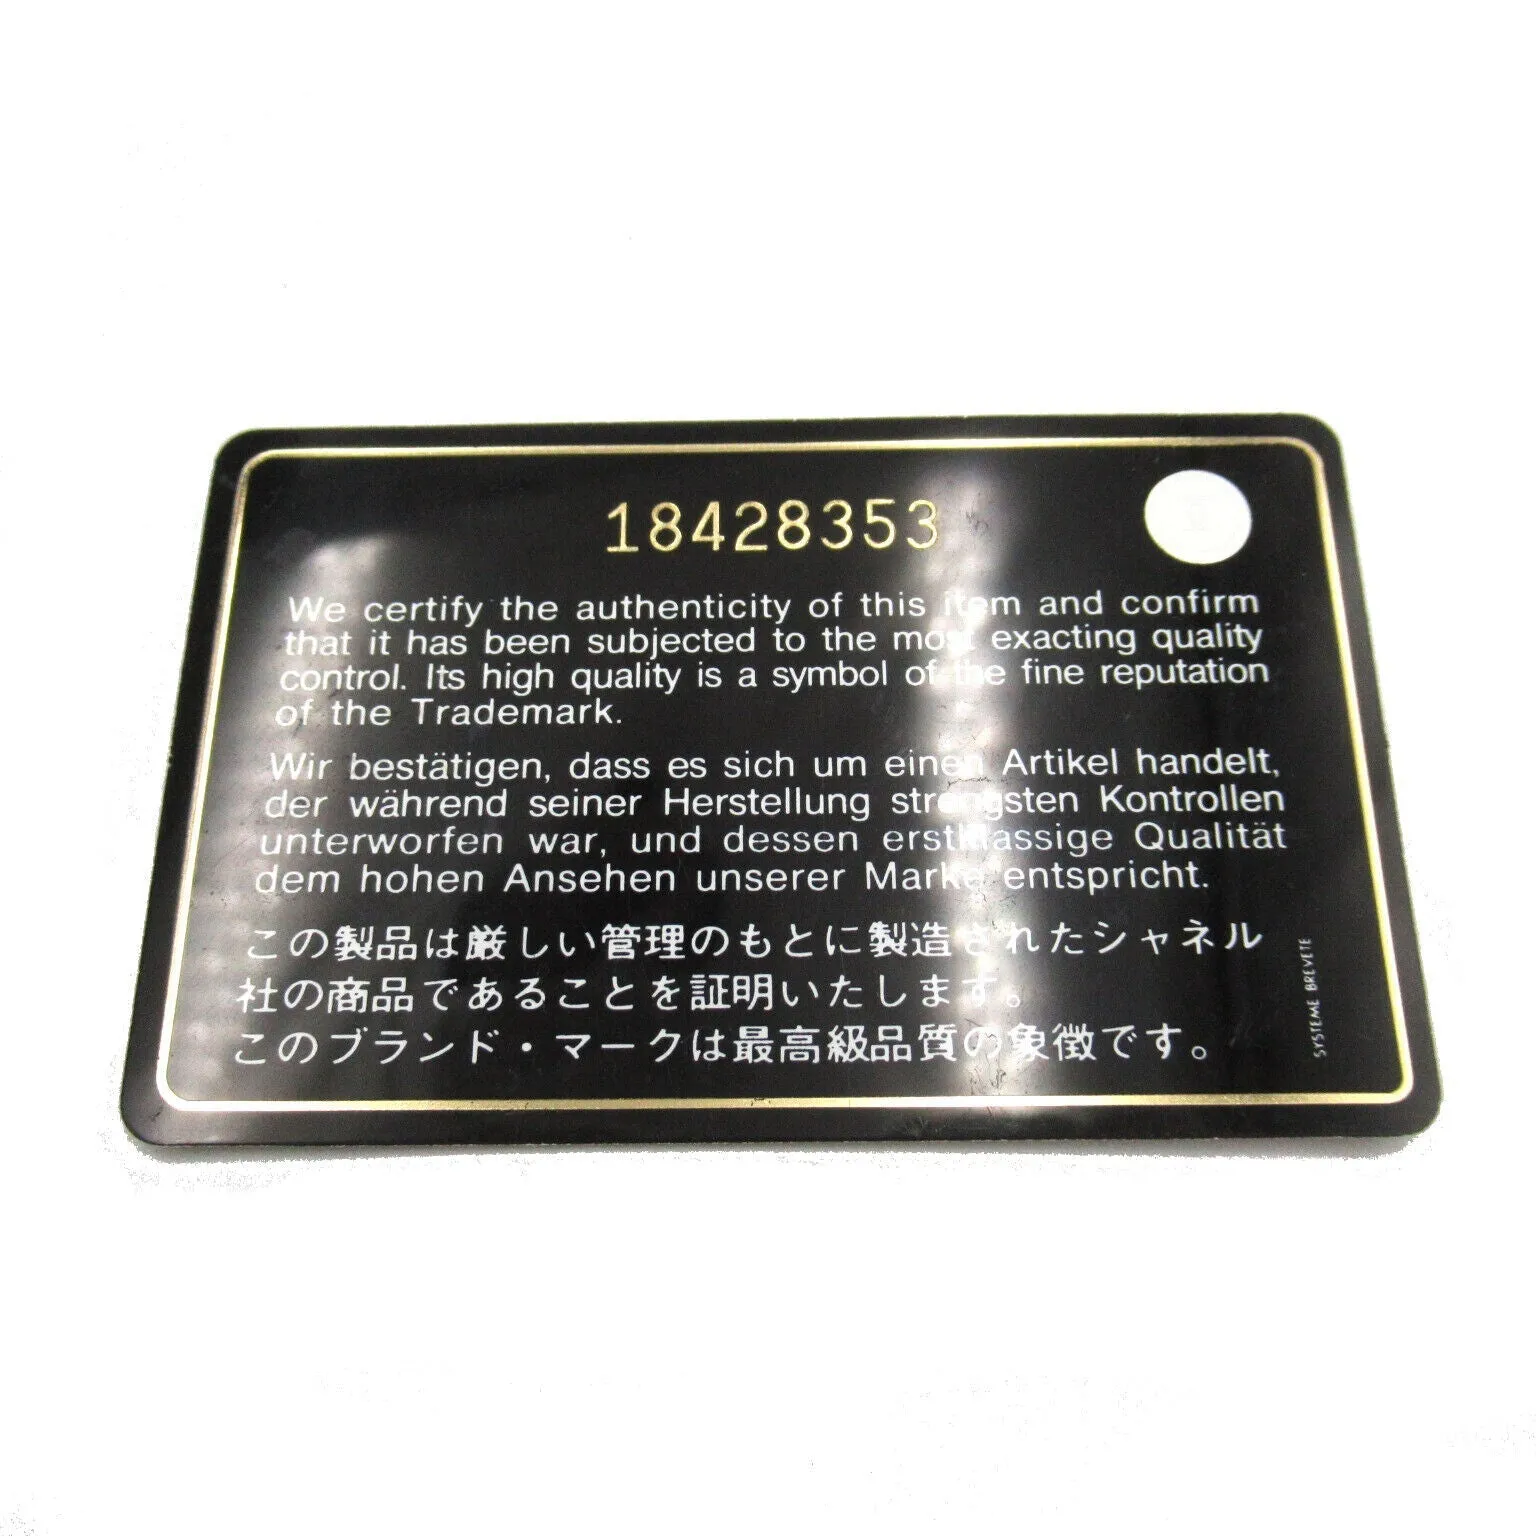 18428353
We certify the authenticity of this item and confirm
that it has been subjected to the most exacting quality
control. Its high quality is a symbol of the fine reputation
of the Trademark.
Wir bestätigen, dass es sich um einen Artikel handelt,
der während seiner Herstellung strengsten Kontrollen
unterworfen war, und dessen erstklassige Qualität
dem hohen Ansehen unserer Marke entspricht.
この製品は厳しい管理のもとに製造されたシャネル
社の商品であることを証明いたします。
このブランド・マークは最高級品質の象徴です。
SYSTEME BREVETE